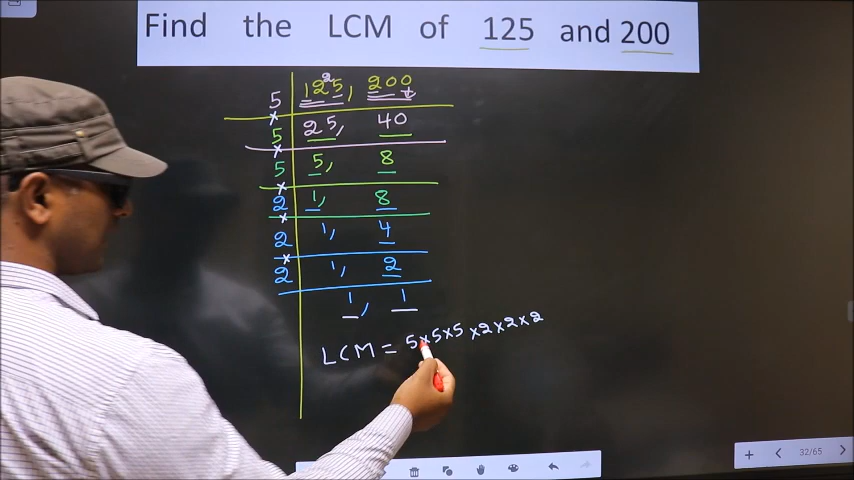 Find the LCM of 125 and 200
5 | 12²5, 200
×
5 | 25, 40
×
5 | 5, 8
×
2 | 1, 8
×
2 | 1, 4
×
2 | 1, 2
1, 1
LCM = 5×5×5×2×2×2
32/65